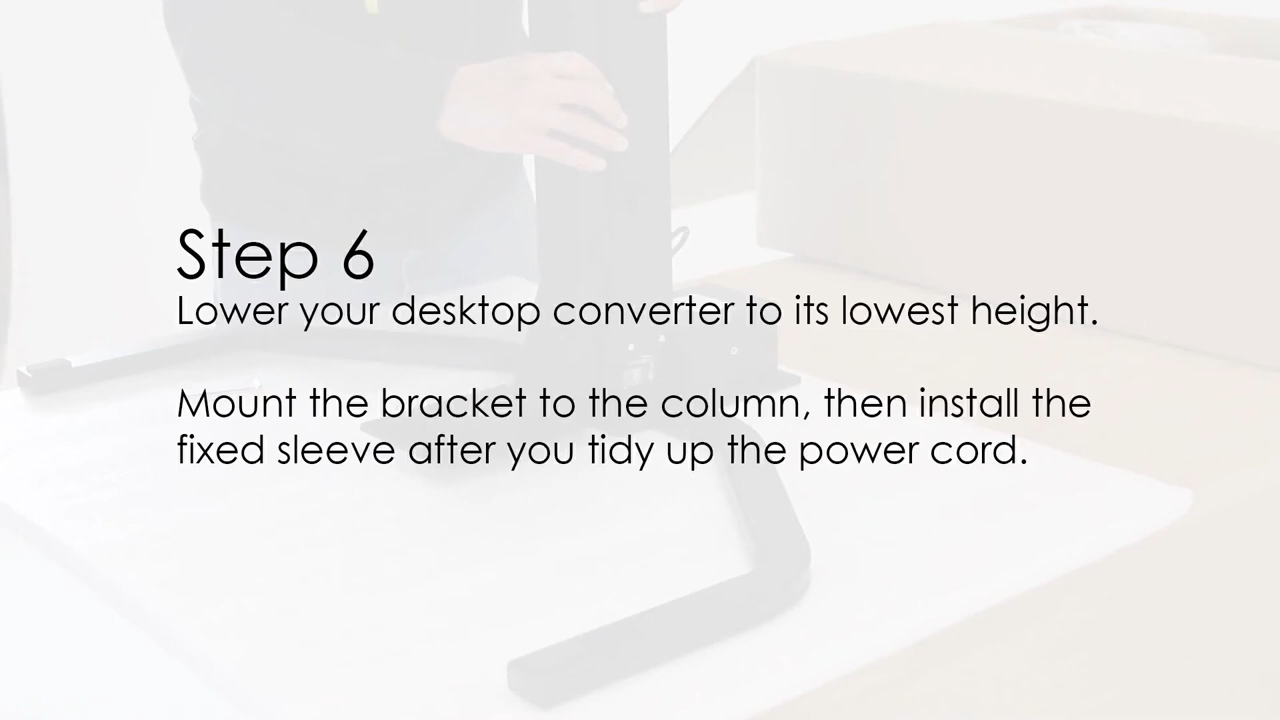 Step 6
Lower your desktop converter to its lowest height.
Mount the bracket to the column, then install the
fixed sleeve after you tidy up the power cord.